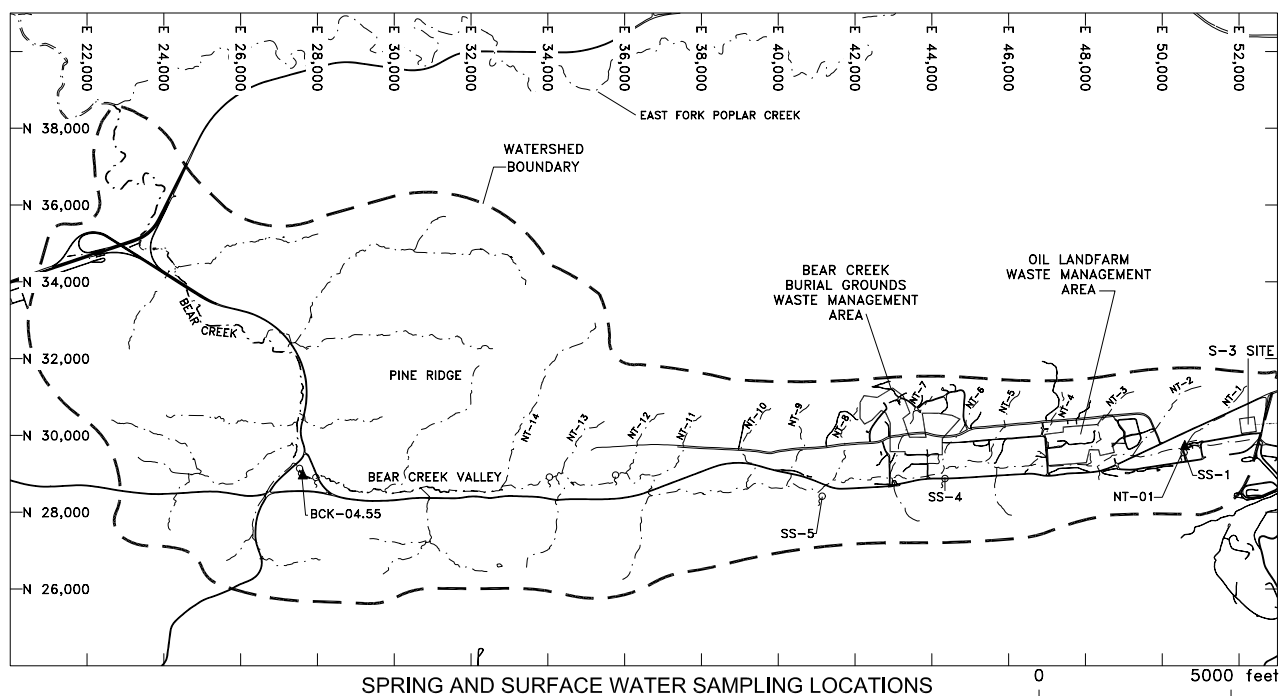 E 22,000
E 24,000
E 26,000
E 28,000
E 30,000
E 32,000
E 34,000
E 36,000
E 38,000
E 40,000
E 42,000
E 44,000
E 46,000
E 48,000
E 50,000
E 52,000
EAST FORK POPLAR CREEK
N 38,000
WATERSHED
BOUNDARY
N 36,000
N 34,000
BEAR CREEK
BURIAL GROUNDS
WASTE MANAGEMENT
AREA
OIL LANDFARM
WASTE MANAGEMENT
AREA
BEAR
CREEK
S-3 SITE
N 32,000
PINE RIDGE
NT-14
NT-13
NT-12
NT-11
NT-10
NT-9
NT-8
NT-7
NT-6
NT-5
NT-4
NT-3
NT-2
NT-1
N 30,000
BEAR CREEK VALLEY
SS-1
SS-4
NT-01
N 28,000
BCK-04.55
SS-5
N 26,000
SPRING AND SURFACE WATER SAMPLING LOCATIONS
0 5000 feet